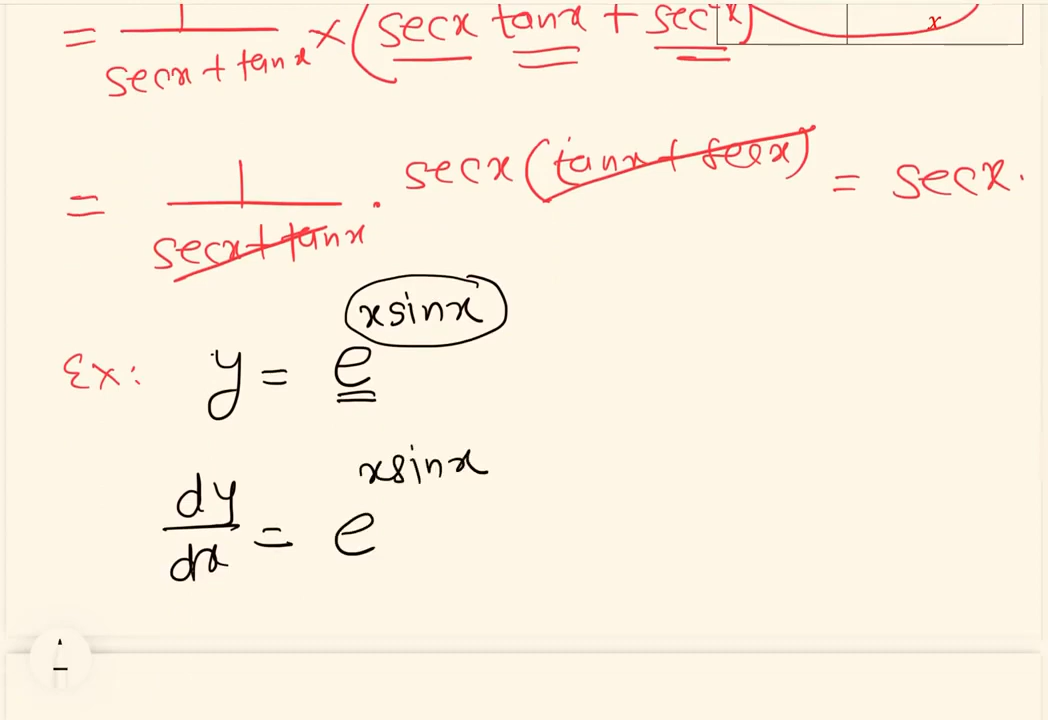 = 1/(secx + tanx) × (secx tanx + sec²x) x
= 1/(secx + tanx) · secx (tanx + secx) = secx.
Ex: y = e^(xsinx)
dy/dx = e^(xsinx)